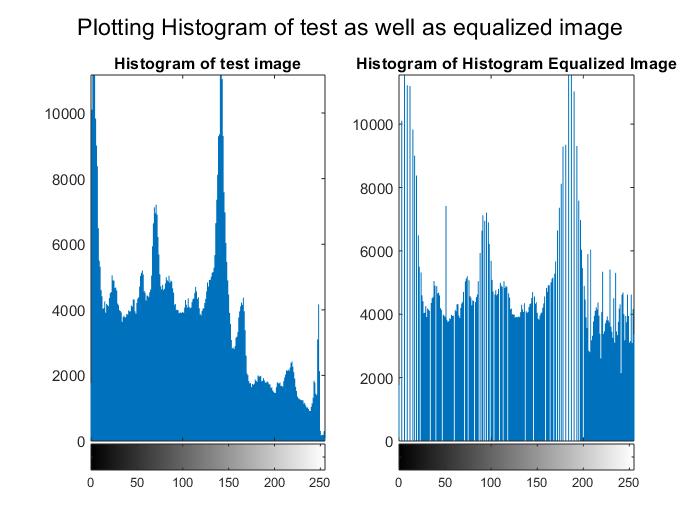 Plotting Histogram of test as well as equalized image
Histogram of test image
10000
8000
6000
4000
2000
0
0 50 100 150 200 250
Histogram of Histogram Equalized Image
10000
8000
6000
4000
2000
0
0 50 100 150 200 250